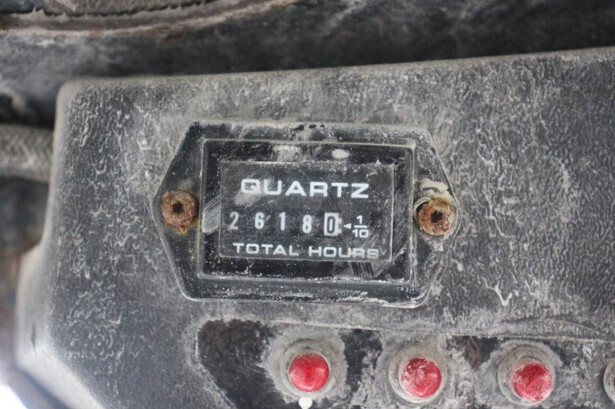 QUARTZ
26180 ◄ 1/10
TOTAL HOURS